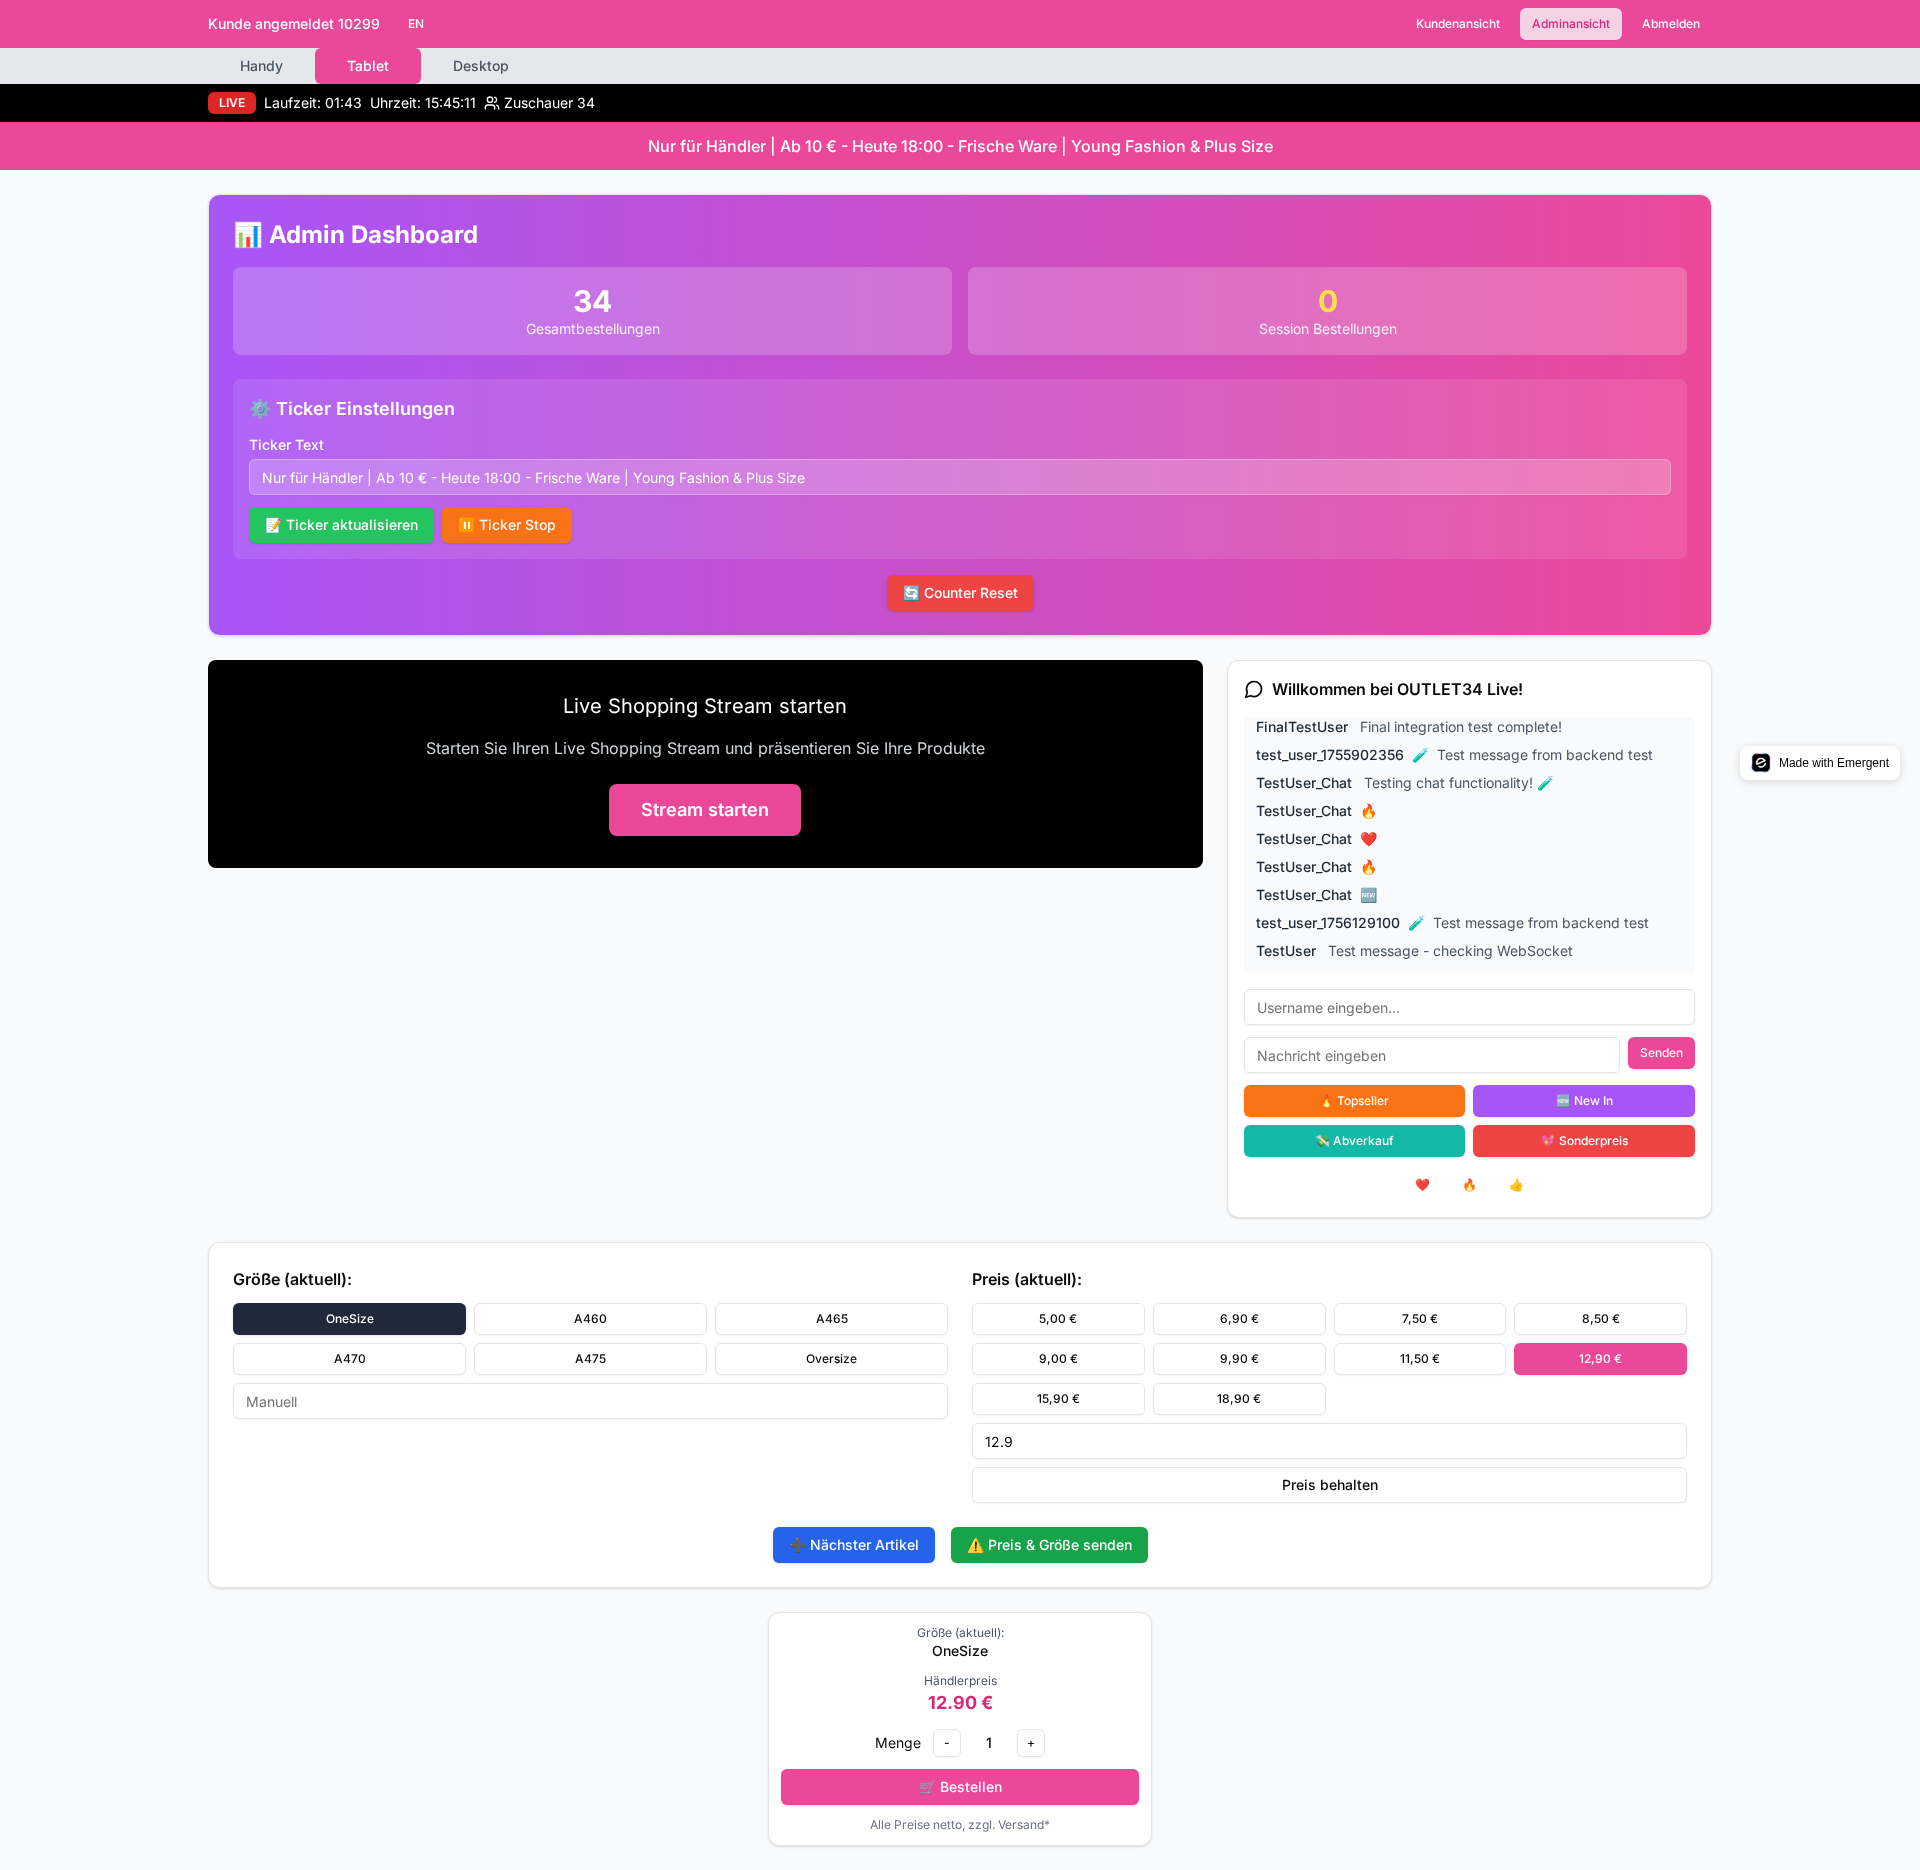 Kunde angemeldet 10299 EN Kundenansicht Adminansicht Abmelden
Handy Tablet Desktop
LIVE Laufzeit: 01:43 Uhrzeit: 15:45:11 Zuschauer 34
Nur für Händler | Ab 10 € - Heute 18:00 - Frische Ware | Young Fashion & Plus Size
📊 Admin Dashboard
34
Gesamtbestellungen
0
Session Bestellungen
⚙️ Ticker Einstellungen
Ticker Text
Nur für Händler | Ab 10 € - Heute 18:00 - Frische Ware | Young Fashion & Plus Size
📝 Ticker aktualisieren ⏸️ Ticker Stop
🔄 Counter Reset
Live Shopping Stream starten
Starten Sie Ihren Live Shopping Stream und präsentieren Sie Ihre Produkte
Stream starten
Willkommen bei OUTLET34 Live!
FinalTestUser Final integration test complete!
test_user_1755902356 🧪 Test message from backend test
TestUser_Chat Testing chat functionality! 🧪
TestUser_Chat 🔥
TestUser_Chat ❤️
TestUser_Chat 🔥
TestUser_Chat 🆕
test_user_1756129100 🧪 Test message from backend test
TestUser Test message - checking WebSocket
Username eingeben...
Nachricht eingeben Senden
🔥 Topseller 🆕 New In
💸 Abverkauf 💖 Sonderpreis
❤️ 🔥 👍
Made with Emergent
Größe (aktuell):
OneSize A460 A465
A470 A475 Oversize
Manuell
Preis (aktuell):
5,00 € 6,90 € 7,50 € 8,50 €
9,00 € 9,90 € 11,50 € 12,90 €
15,90 € 18,90 €
12.9
Preis behalten
➕ Nächster Artikel ⚠️ Preis & Größe senden
Größe (aktuell):
OneSize
Händlerpreis
12.90 €
Menge - 1 +
🛒 Bestellen
Alle Preise netto, zzgl. Versand*